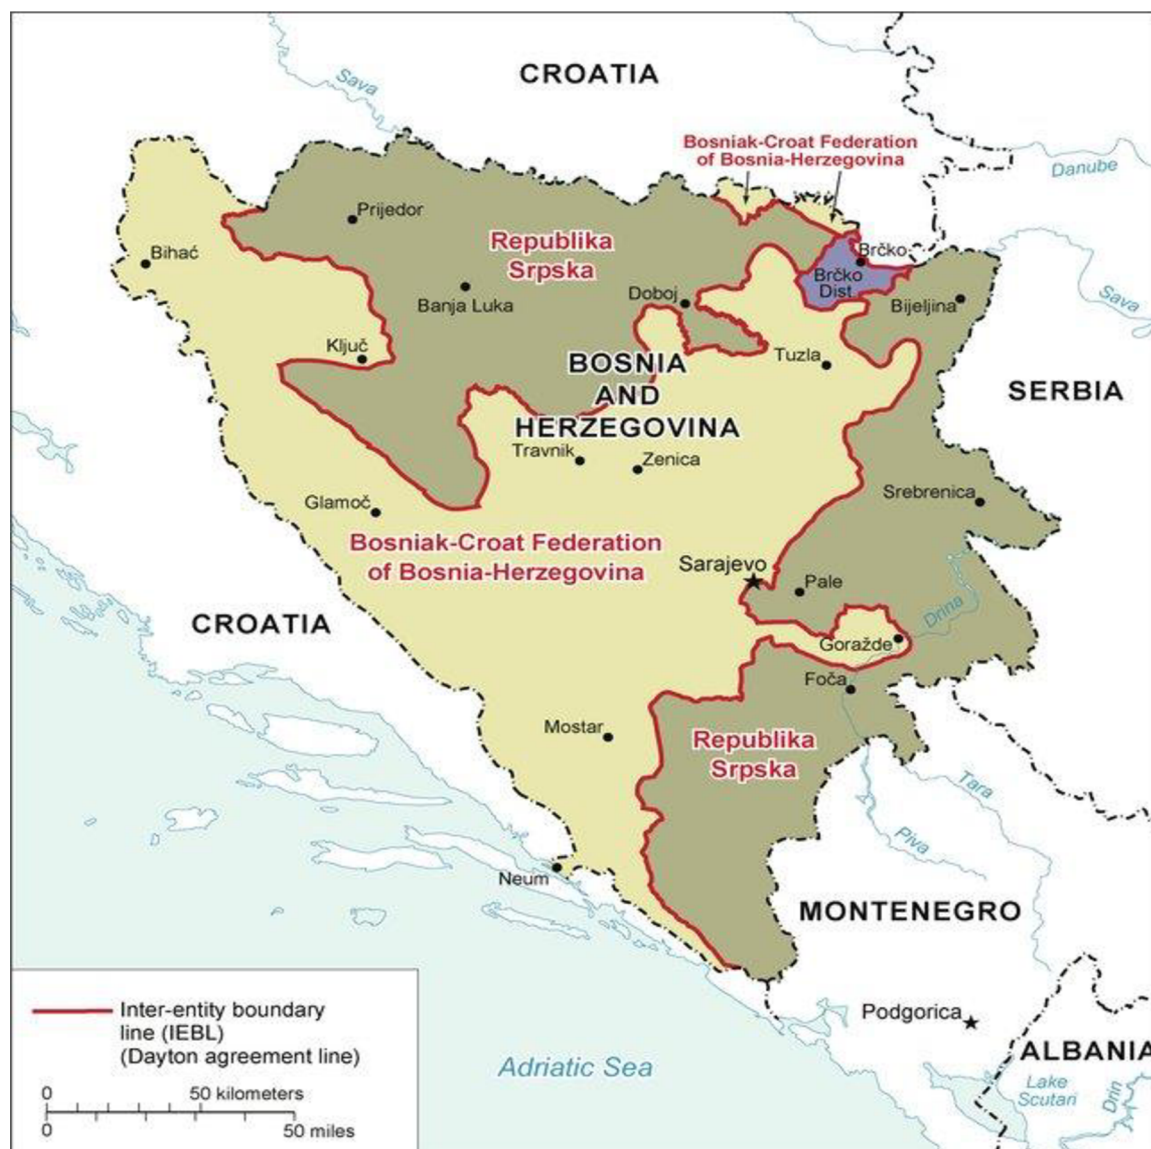 CROATIA
Sava
Bosniak-Croat Federation
of Bosnia-Herzegovina
Danube
Prijedor
Republika
Srpska
Bihać
Brčko
Brčko
Dist.
Banja Luka
Doboj
Bijeljina
Sava
Ključ
Tuzla
BOSNIA
AND
HERZEGOVINA
SERBIA
Travnik
Zenica
Glamoč
Srebrenica
Bosniak-Croat Federation
of Bosnia-Herzegovina
Sarajevo
Pale
Drina
CROATIA
Goražde
Foča
Mostar
Republika
Srpska
Tara
Piva
Neum
MONTENEGRO
Inter-entity boundary
line (IEBL)
(Dayton agreement line)
0 50 kilometers
0 50 miles
Adriatic Sea
Podgorica
ALBANIA
Lake
Scutari
Drin